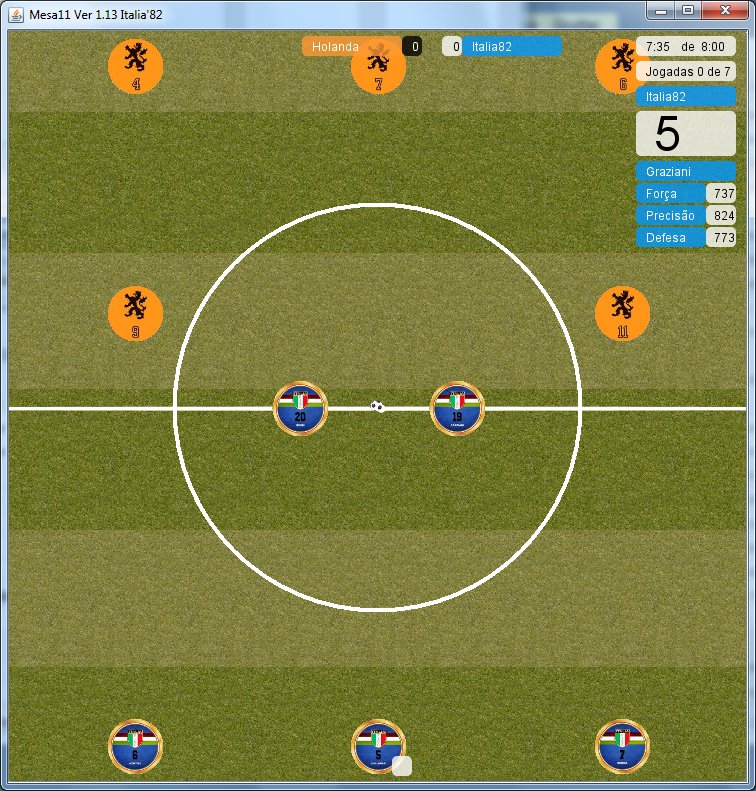 Mesa11 Ver 1.13 Italia'82
Holanda 0 0 Italia82
7:35 de 8:00
Jogadas 0 de 7
Italia82
5
Graziani
Força 737
Precisão 824
Defesa 773
4 7 6
9 11
20 19
6 5 7